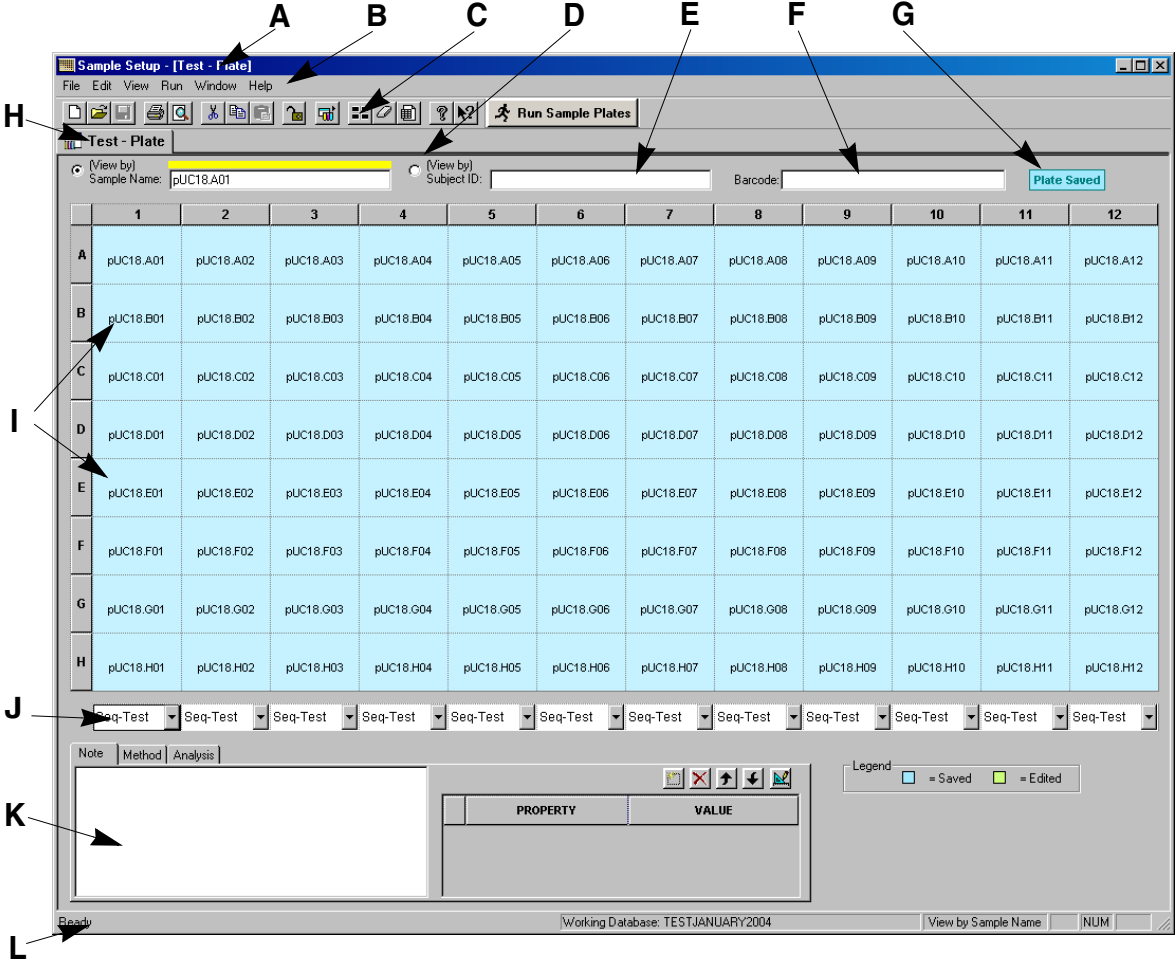 A B C D E F G
Sample Setup - [Test - Plate]
File Edit View Run Window Help
Run Sample Plates
H
Test - Plate
(View by)
Sample Name: pUC18.A01
(View by)
Subject ID:
Barcode:
Plate Saved
1 2 3 4 5 6 7 8 9 10 11 12
A pUC18.A01 pUC18.A02 pUC18.A03 pUC18.A04 pUC18.A05 pUC18.A06 pUC18.A07 pUC18.A08 pUC18.A09 pUC18.A10 pUC18.A11 pUC18.A12
B pUC18.B01 pUC18.B02 pUC18.B03 pUC18.B04 pUC18.B05 pUC18.B06 pUC18.B07 pUC18.B08 pUC18.B09 pUC18.B10 pUC18.B11 pUC18.B12
C pUC18.C01 pUC18.C02 pUC18.C03 pUC18.C04 pUC18.C05 pUC18.C06 pUC18.C07 pUC18.C08 pUC18.C09 pUC18.C10 pUC18.C11 pUC18.C12
I
D pUC18.D01 pUC18.D02 pUC18.D03 pUC18.D04 pUC18.D05 pUC18.D06 pUC18.D07 pUC18.D08 pUC18.D09 pUC18.D10 pUC18.D11 pUC18.D12
E pUC18.E01 pUC18.E02 pUC18.E03 pUC18.E04 pUC18.E05 pUC18.E06 pUC18.E07 pUC18.E08 pUC18.E09 pUC18.E10 pUC18.E11 pUC18.E12
F pUC18.F01 pUC18.F02 pUC18.F03 pUC18.F04 pUC18.F05 pUC18.F06 pUC18.F07 pUC18.F08 pUC18.F09 pUC18.F10 pUC18.F11 pUC18.F12
G pUC18.G01 pUC18.G02 pUC18.G03 pUC18.G04 pUC18.G05 pUC18.G06 pUC18.G07 pUC18.G08 pUC18.G09 pUC18.G10 pUC18.G11 pUC18.G12
H pUC18.H01 pUC18.H02 pUC18.H03 pUC18.H04 pUC18.H05 pUC18.H06 pUC18.H07 pUC18.H08 pUC18.H09 pUC18.H10 pUC18.H11 pUC18.H12
J
Seq-Test Seq-Test Seq-Test Seq-Test Seq-Test Seq-Test Seq-Test Seq-Test Seq-Test Seq-Test Seq-Test Seq-Test
Note Method Analysis
Legend
= Saved = Edited
PROPERTY VALUE
K
Ready Working Database: TESTJANUARY2004 View by Sample Name NUM
L